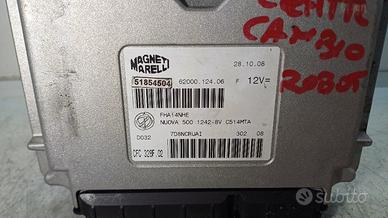 CENTR
CAMBIO
ROBOT
MAGNETI
MARELLI
28.10.08
51854504
62000.124.06 F 12V=
FHA14NHE
NUOVA 500 1242-8V C514MTA
D032 7D8NCRUAI 302 08
CFC 328F.02
subito